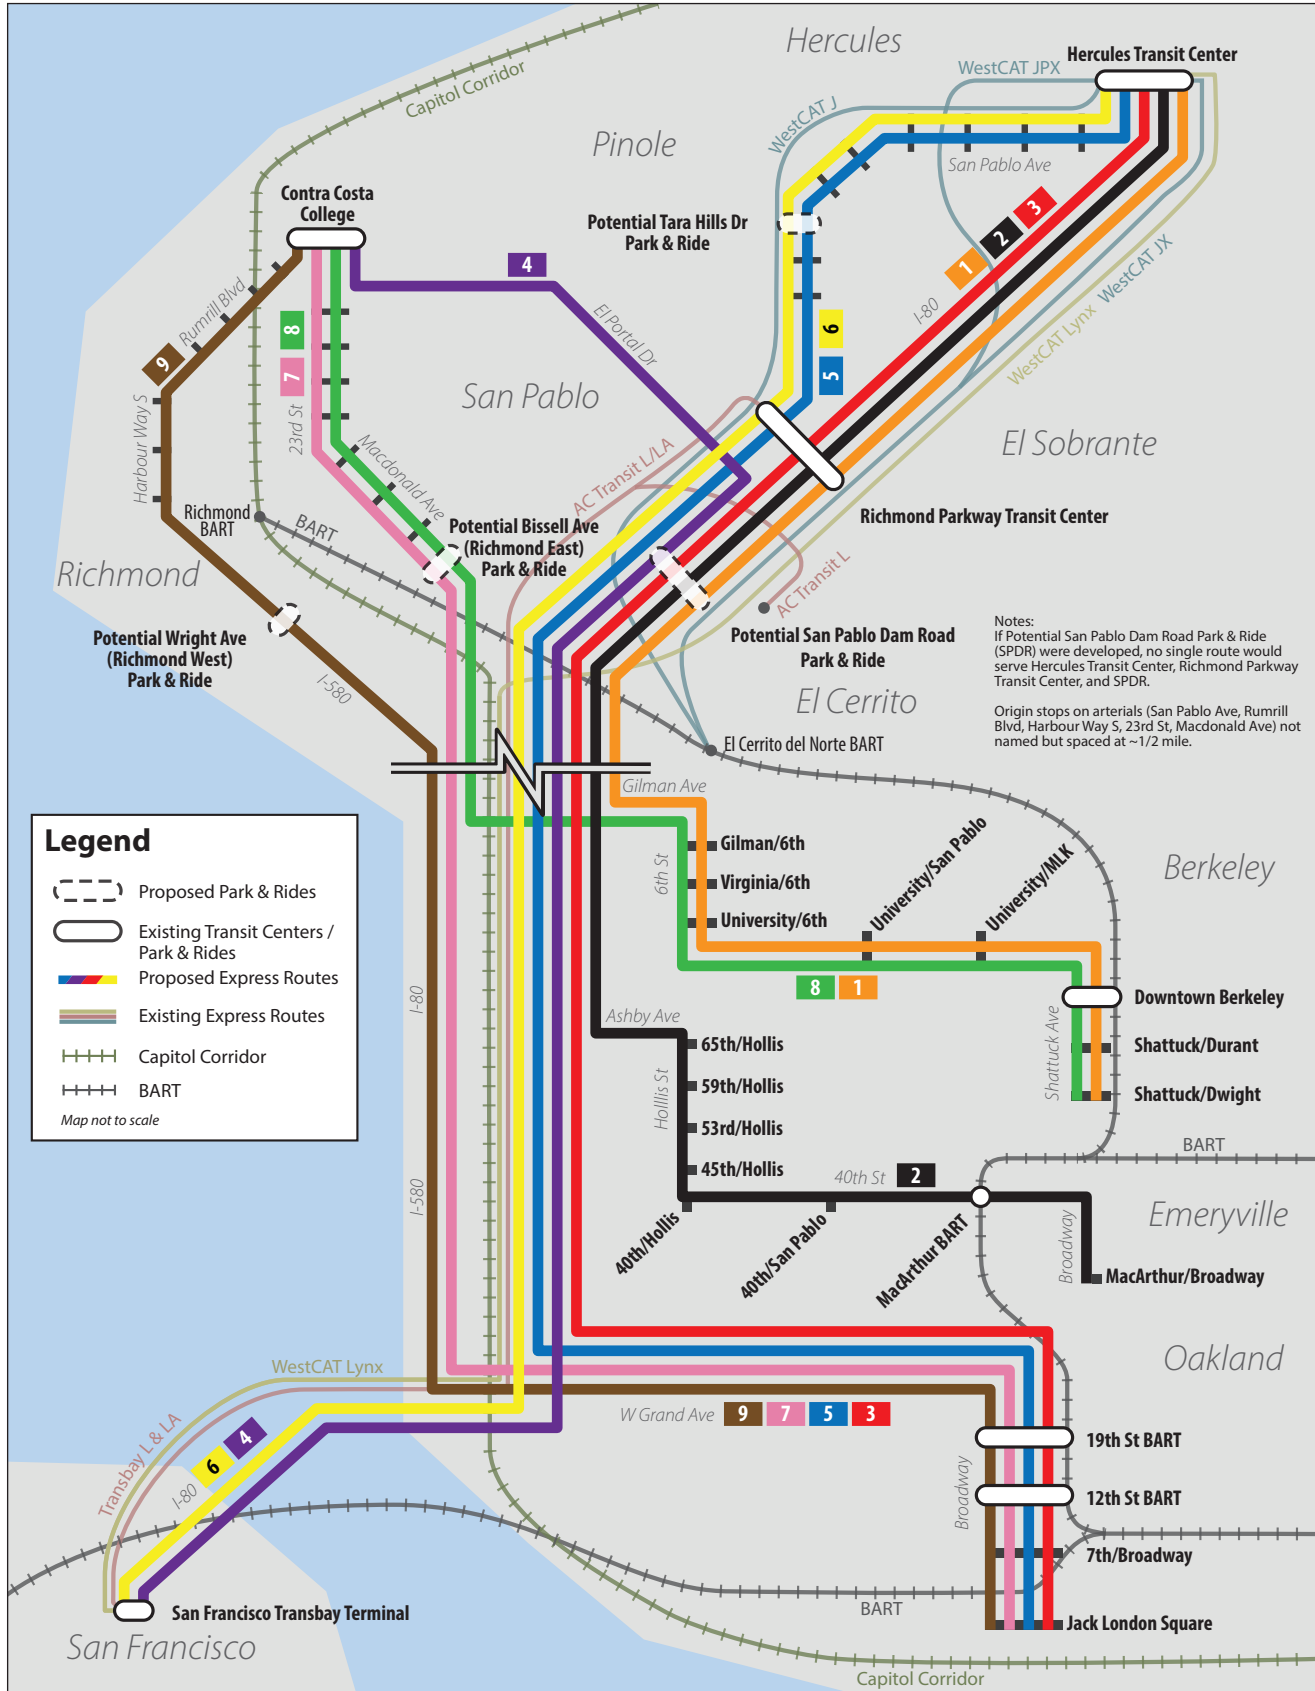 Hercules
Hercules Transit Center
WestCAT JPX
Capitol Corridor
WestCAT J
Pinole
San Pablo Ave
Contra Costa
College
Potential Tara Hills Dr
Park & Ride
3
2
1
4
I-80
WestCAT JX
WestCAT Lynx
Rumrill Blvd
El Portal Dr
8
7
6
5
9
San Pablo
23rd St
Harbour Way S
Macdonald Ave
AC Transit L/LA
El Sobrante
Richmond
BART
BART
Richmond Parkway Transit Center
Potential Bissell Ave
(Richmond East)
Park & Ride
Richmond
AC Transit L
Potential Wright Ave
(Richmond West)
Park & Ride
Potential San Pablo Dam Road
Park & Ride
Notes:
If Potential San Pablo Dam Road Park & Ride
(SPDR) were developed, no single route would
serve Hercules Transit Center, Richmond Parkway
Transit Center, and SPDR.
Origin stops on arterials (San Pablo Ave, Rumrill
Blvd, Harbour Way S, 23rd St, Macdonald Ave) not
named but spaced at ~1/2 mile.
I-580
El Cerrito
El Cerrito del Norte BART
Gilman Ave
Legend
Proposed Park & Rides
Existing Transit Centers /
Park & Rides
Proposed Express Routes
Existing Express Routes
Capitol Corridor
BART
Map not to scale
6th St
Gilman/6th
Virginia/6th
University/6th
University/San Pablo
University/MLK
Berkeley
8
1
I-80
Downtown Berkeley
Shattuck Ave
Shattuck/Durant
Shattuck/Dwight
Ashby Ave
65th/Hollis
59th/Hollis
53rd/Hollis
45th/Hollis
Holllis St
I-580
40th St
2
BART
40th/Hollis
40th/San Pablo
MacArthur BART
Broadway
Emeryville
MacArthur/Broadway
Oakland
WestCAT Lynx
Transbay L & LA
W Grand Ave
9
7
5
3
6
4
I-80
19th St BART
12th St BART
Broadway
7th/Broadway
BART
Jack London Square
San Francisco Transbay Terminal
San Francisco
Capitol Corridor